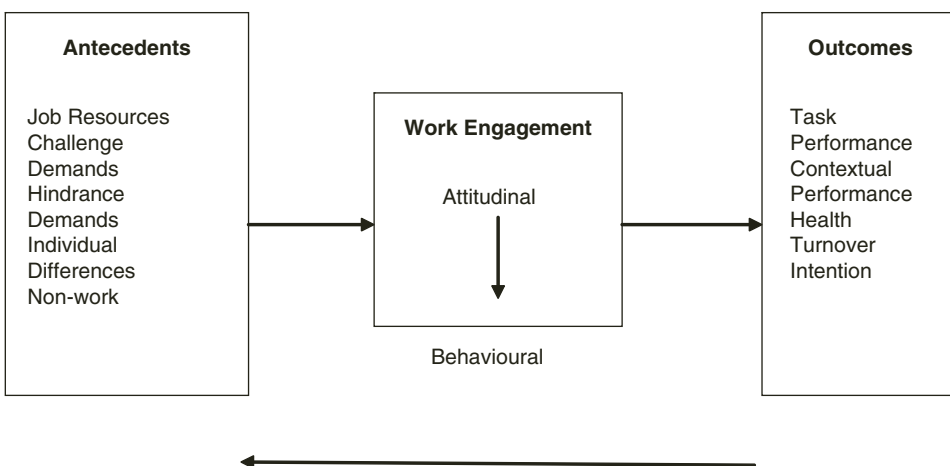 Antecedents
Job Resources
Challenge
Demands
Hindrance
Demands
Individual
Differences
Non-work
Work Engagement
Attitudinal
Behavioural
Outcomes
Task
Performance
Contextual
Performance
Health
Turnover
Intention